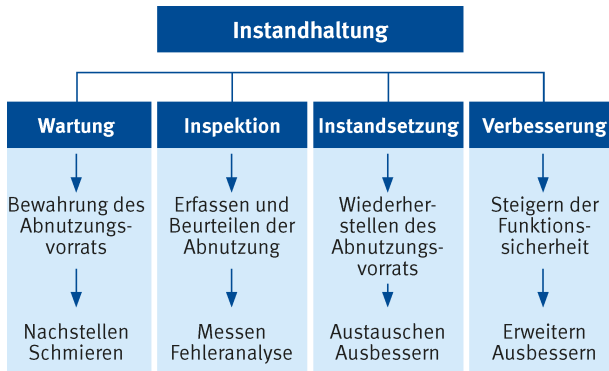 Instandhaltung
Wartung
Bewahrung des
Abnutzungs-
vorrats
Nachstellen
Schmieren
Inspektion
Erfassen und
Beurteilen der
Abnutzung
Messen
Fehleranalyse
Instandsetzung
Wiederher-
stellen des
Abnutzungs-
vorrats
Austauschen
Ausbessern
Verbesserung
Steigern der
Funktions-
sicherheit
Erweitern
Ausbessern